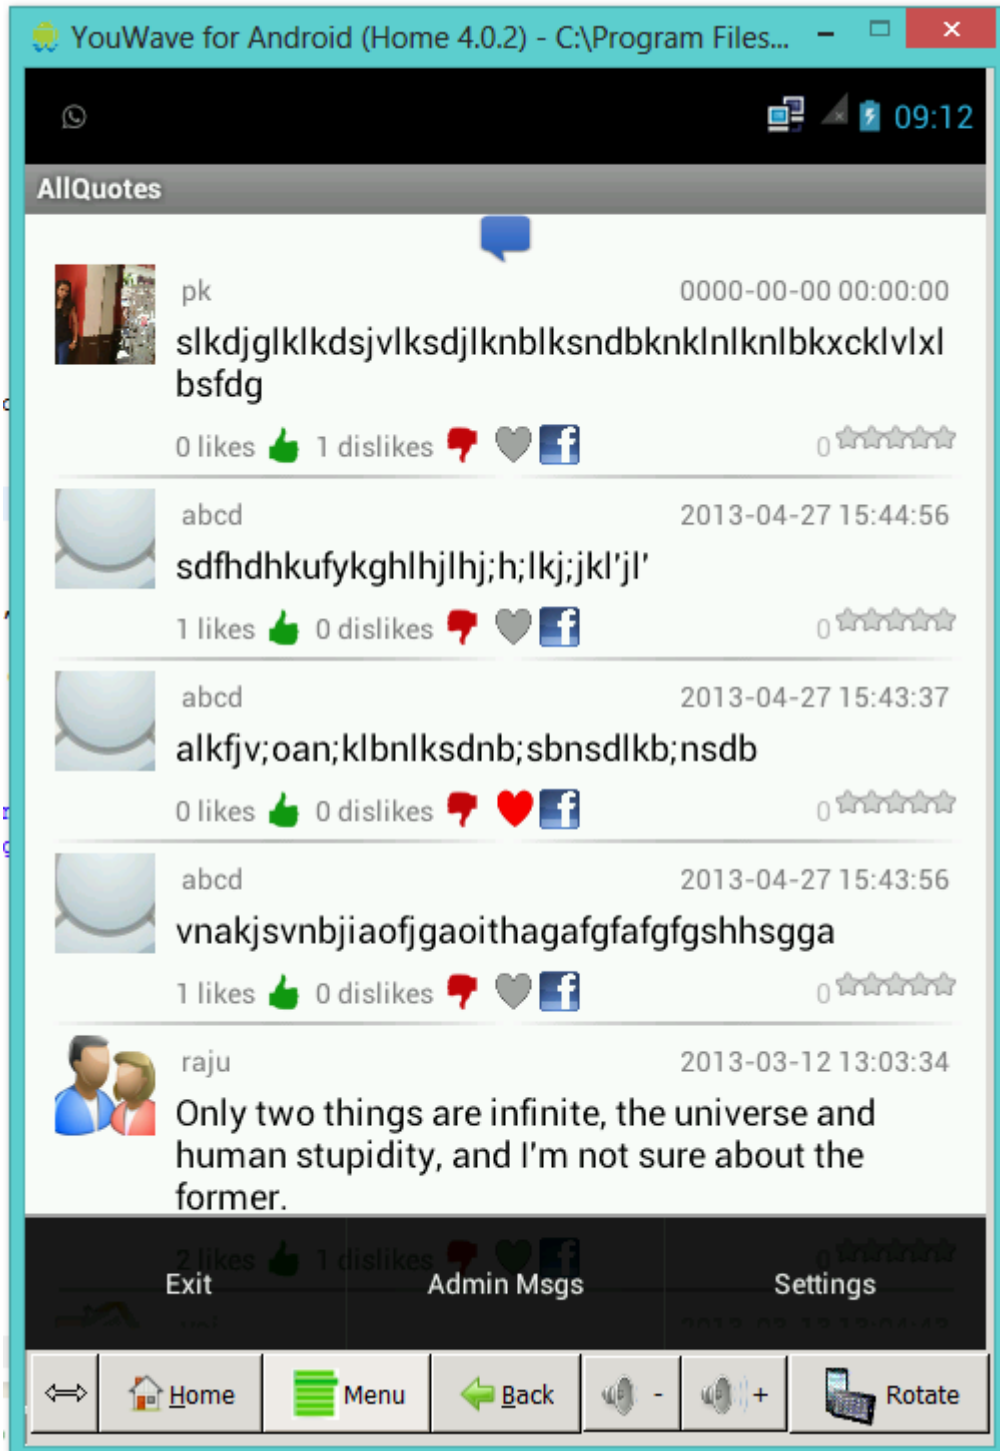 YouWave for Android (Home 4.0.2) - C:\Program Files...
09:12
AllQuotes
pk 0000-00-00 00:00:00
slkdjglklkdsjvlksdjlknblksndbknklnlknlbkxcklvlxl
bsfdg
0 likes 1 dislikes f 0
abcd 2013-04-27 15:44:56
sdfhdhkufykghlhjlhj;h;lkj;jkl'jl'
1 likes 0 dislikes f 0
abcd 2013-04-27 15:43:37
alkfjv;oan;klbnlksdnb;sbnsdlkb;nsdb
0 likes 0 dislikes f 0
abcd 2013-04-27 15:43:56
vnakjsvnbjiaofjgaoithagafgfafgfgshhsgga
1 likes 0 dislikes f 0
raju 2013-03-12 13:03:34
Only two things are infinite, the universe and
human stupidity, and I'm not sure about the
former.
2 likes 1 dislikes f 0
Exit Admin Msgs Settings
Home Menu Back - + Rotate